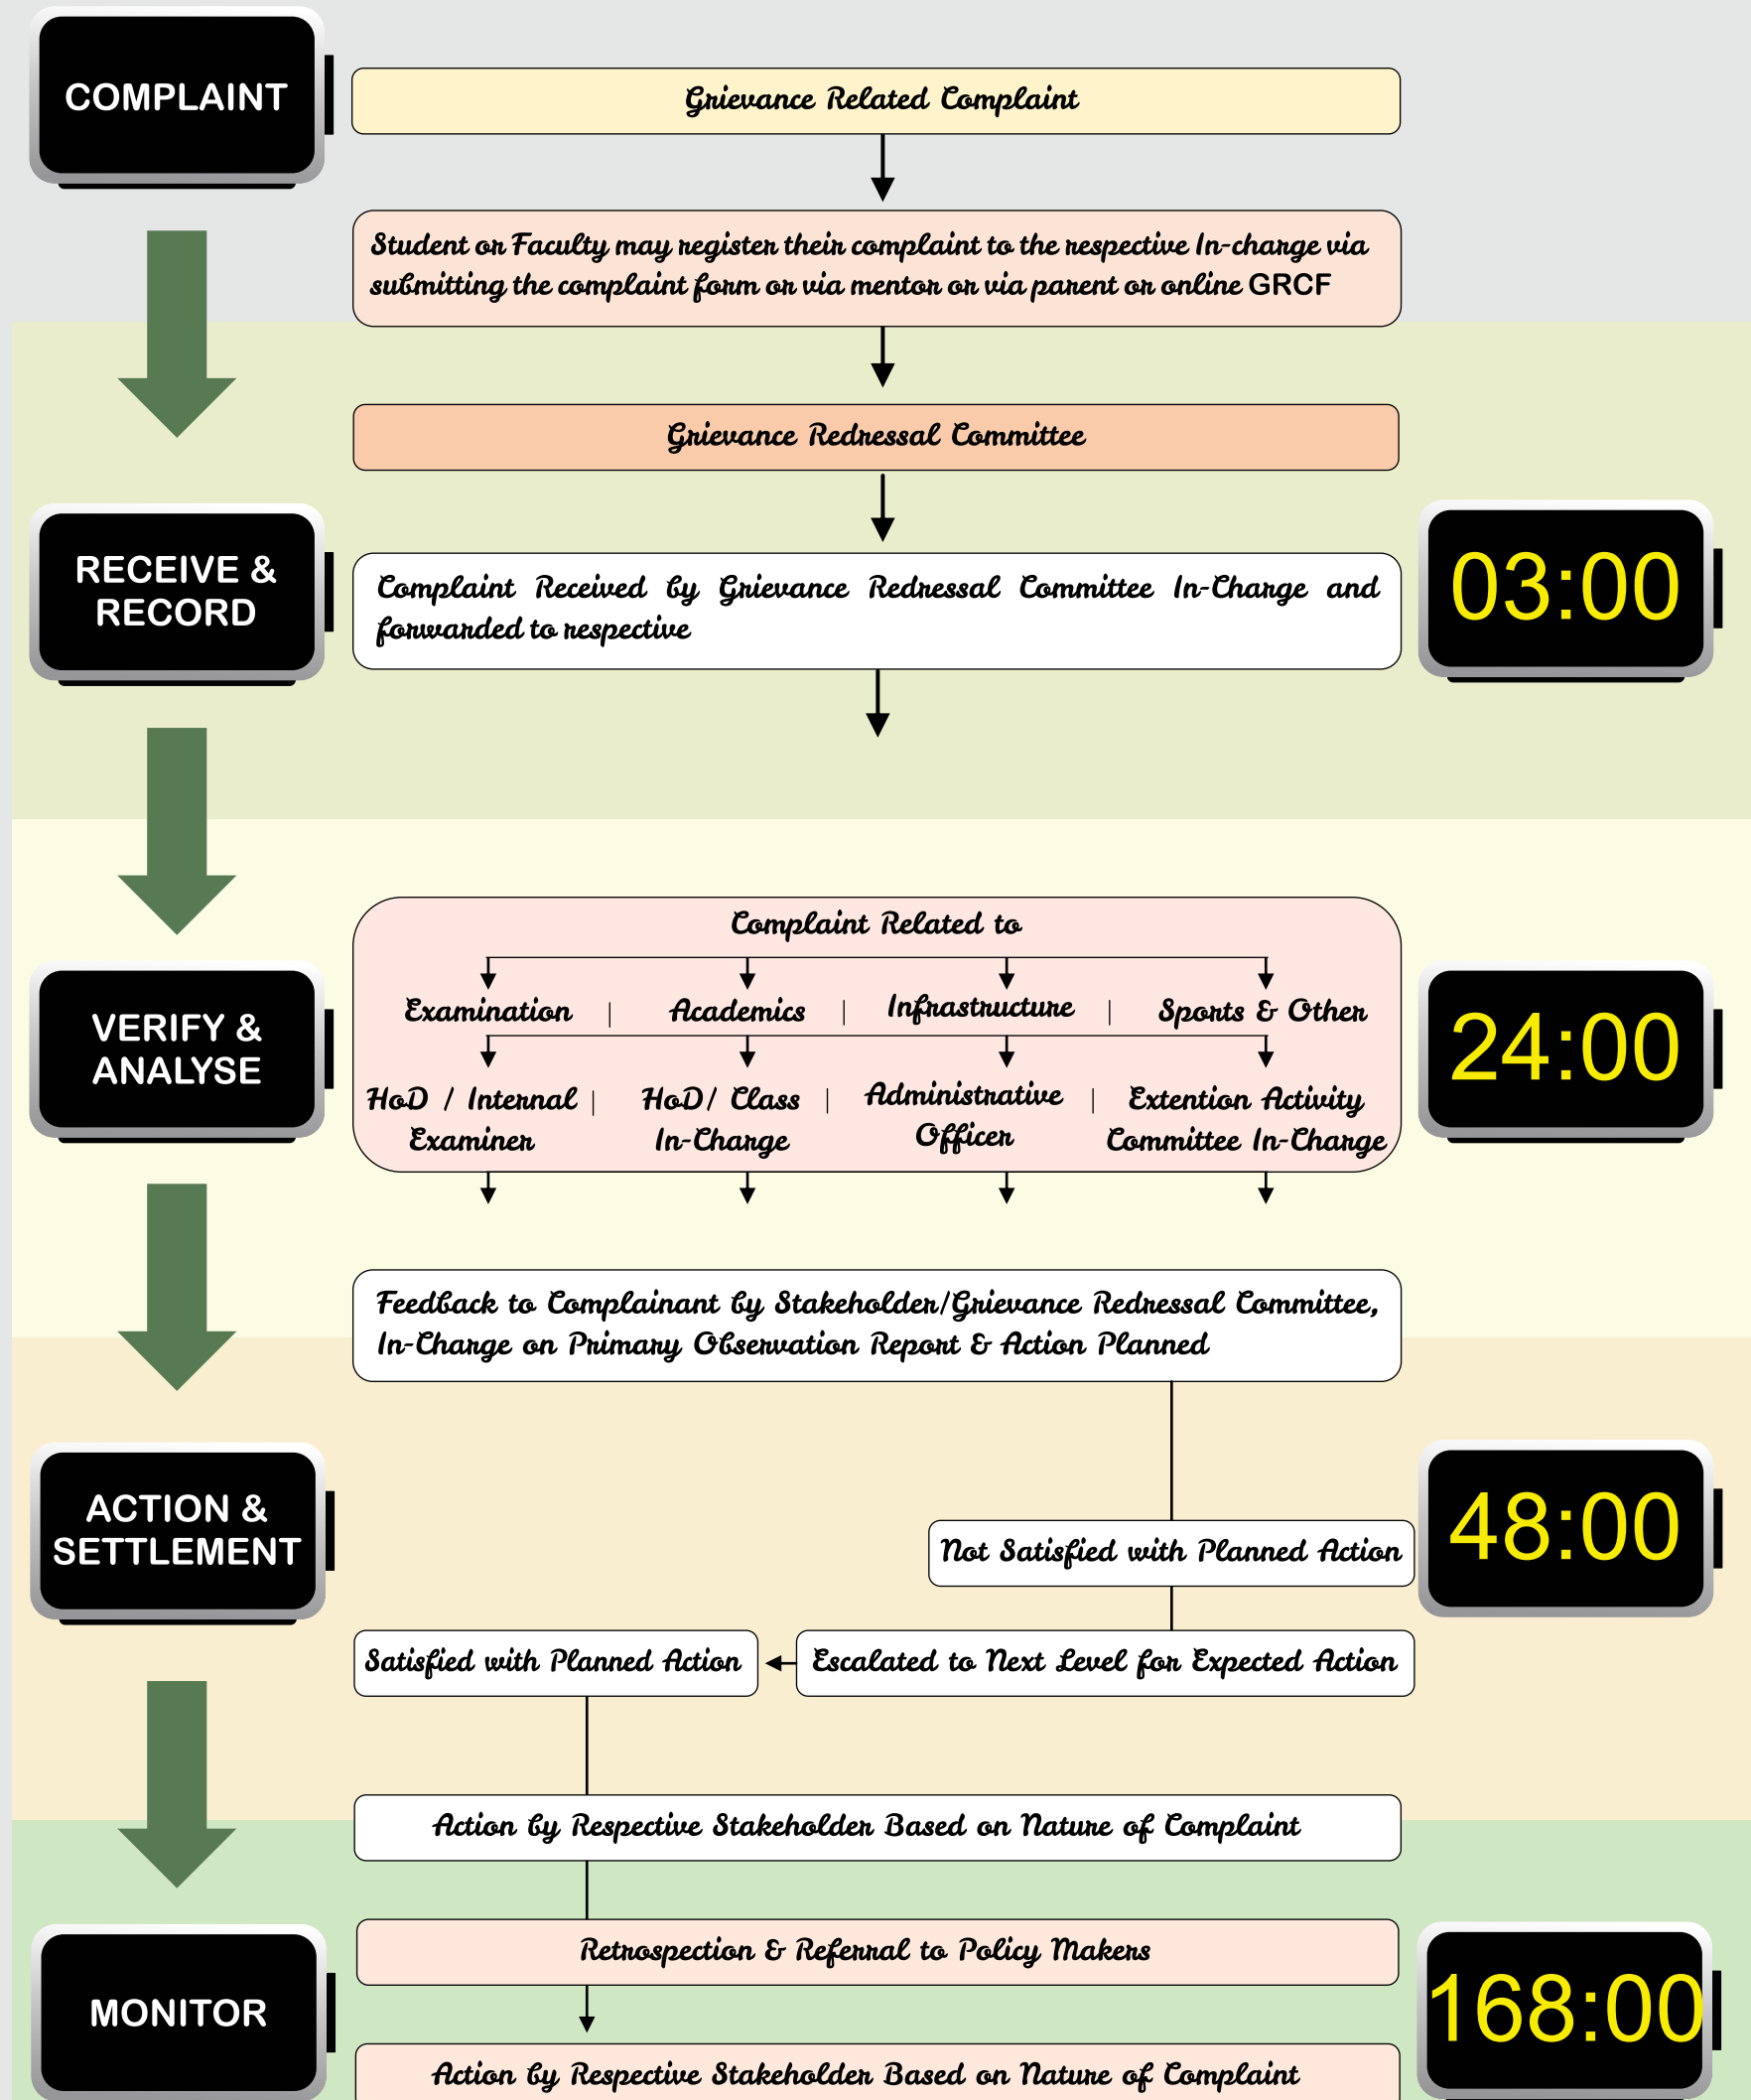 COMPLAINT
Grievance Related Complaint
Student or Faculty may register their complaint to the respective In-charge via
submitting the complaint form or via mentor or via parent or online GRCF
Grievance Redressal Committee
RECEIVE &
RECORD
Complaint Received by Grievance Redressal Committee In-Charge and
forwarded to respective
03:00
VERIFY &
ANALYSE
Complaint Related to
Examination | Academics | Infrastructure | Sports & Other
HoD / Internal | HoD/ Class | Administrative | Extention Activity
Examiner In-Charge Officer Committee In-Charge
24:00
Feedback to Complainant by Stakeholder/Grievance Redressal Committee,
In-Charge on Primary Observation Report & Action Planned
ACTION &
SETTLEMENT
Not Satisfied with Planned Action
48:00
Satisfied with Planned Action
Escalated to Next Level for Expected Action
Action by Respective Stakeholder Based on Nature of Complaint
MONITOR
Retrospection & Referral to Policy Makers
168:00
Action by Respective Stakeholder Based on Nature of Complaint